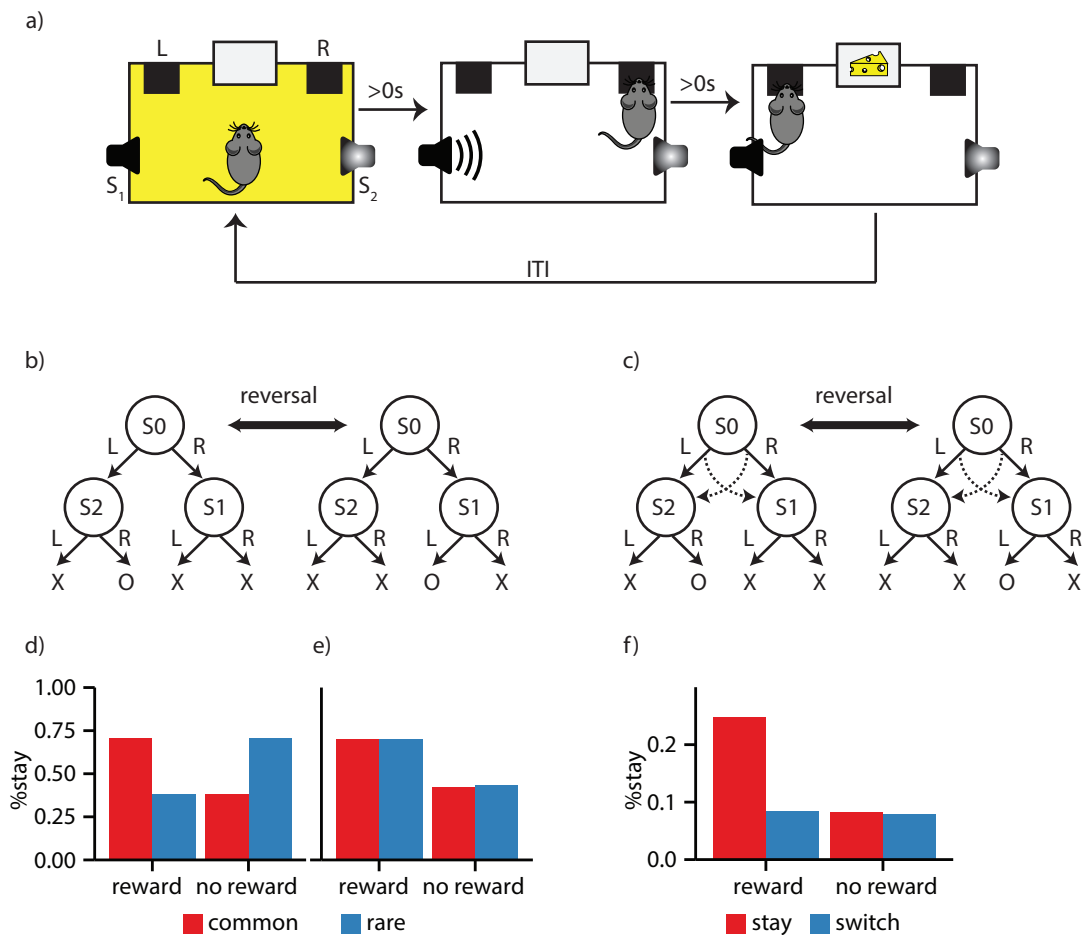 a)
L R
>0s >0s
S1 S2
ITI
b) c)
reversal reversal
S0 S0 S0 S0
L R L R L R L R
S2 S1 S2 S1 S2 S1 S2 S1
L R L R L R L R L R L R L R L R
X O X X X X O X X O X X X X O X
d) e) f)
%stay
1.00
0.75
0.50
0.25
0.00
reward no reward reward no reward
common rare
%stay
0.2
0.1
0.0
reward no reward
stay switch